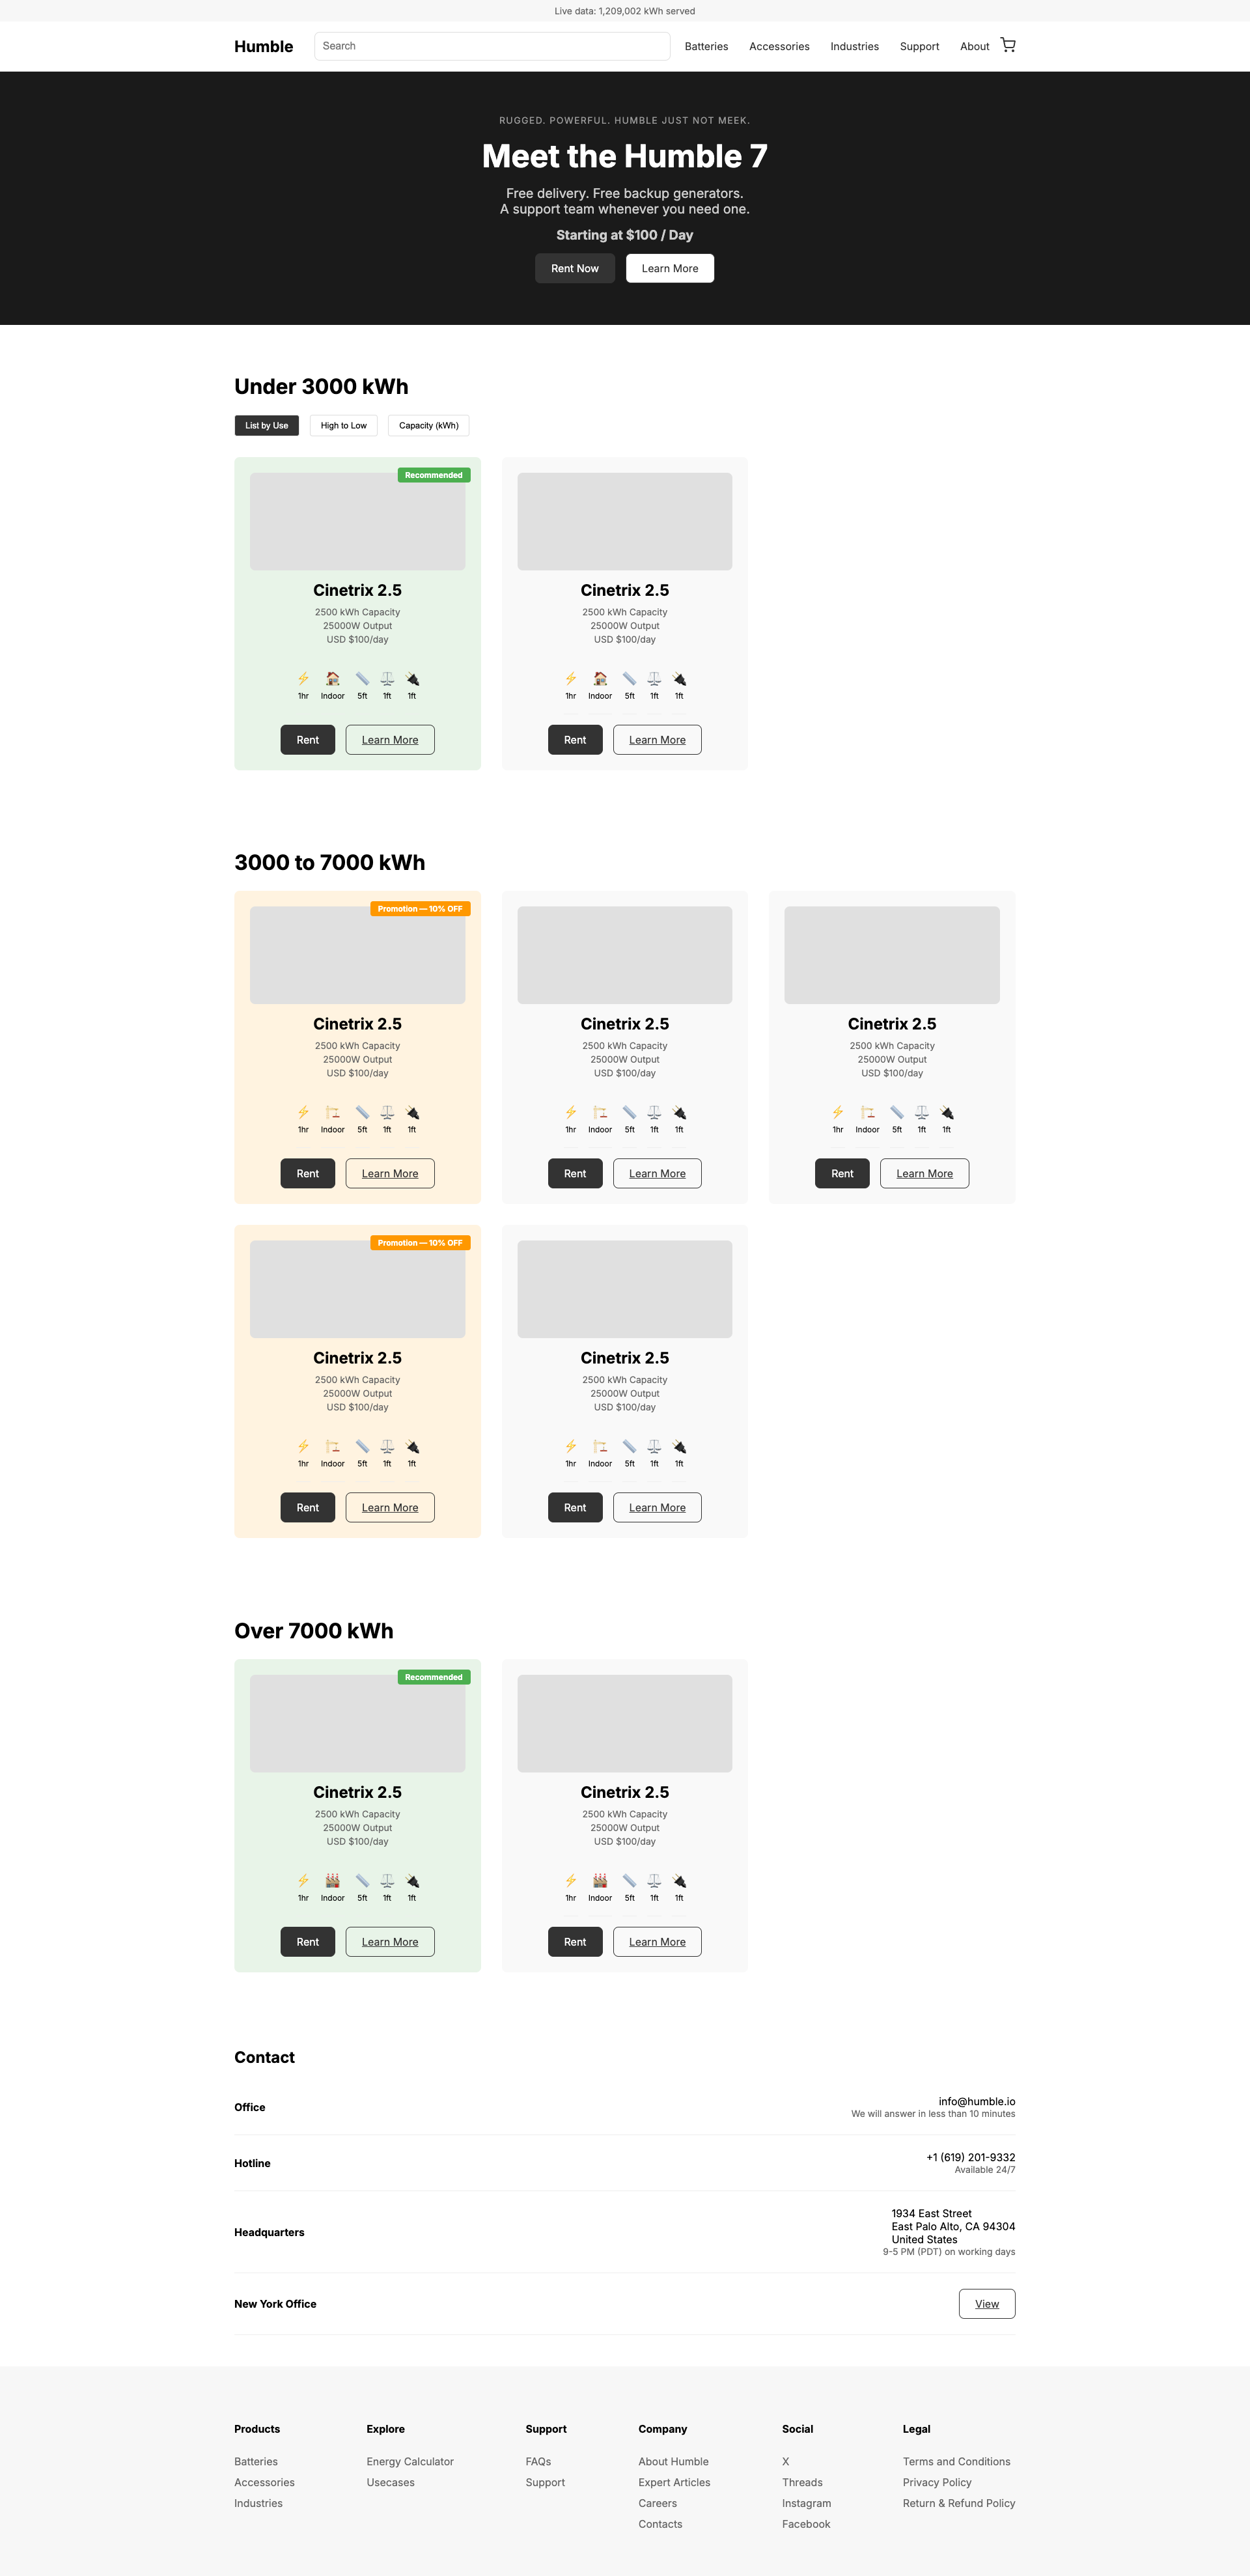 Live data: 1,209,002 kWh served
Humble
Search
Batteries
Accessories
Industries
Support
About
RUGGED. POWERFUL. HUMBLE JUST NOT MEEK.
Meet the Humble 7
Free delivery. Free backup generators.
A support team whenever you need one.
Starting at $100 / Day
Rent Now
Learn More
Under 3000 kWh
List by Use
High to Low
Capacity (kWh)
Recommended
Cinetrix 2.5
2500 kWh Capacity
25000W Output
USD $100/day
1hr Indoor 5ft 1ft 1ft
Rent
Learn More
Cinetrix 2.5
2500 kWh Capacity
25000W Output
USD $100/day
1hr Indoor 5ft 1ft 1ft
Rent
Learn More
3000 to 7000 kWh
Promotion — 10% OFF
Cinetrix 2.5
2500 kWh Capacity
25000W Output
USD $100/day
1hr Indoor 5ft 1ft 1ft
Rent
Learn More
Cinetrix 2.5
2500 kWh Capacity
25000W Output
USD $100/day
1hr Indoor 5ft 1ft 1ft
Rent
Learn More
Cinetrix 2.5
2500 kWh Capacity
25000W Output
USD $100/day
1hr Indoor 5ft 1ft 1ft
Rent
Learn More
Promotion — 10% OFF
Cinetrix 2.5
2500 kWh Capacity
25000W Output
USD $100/day
1hr Indoor 5ft 1ft 1ft
Rent
Learn More
Cinetrix 2.5
2500 kWh Capacity
25000W Output
USD $100/day
1hr Indoor 5ft 1ft 1ft
Rent
Learn More
Over 7000 kWh
Recommended
Cinetrix 2.5
2500 kWh Capacity
25000W Output
USD $100/day
1hr Indoor 5ft 1ft 1ft
Rent
Learn More
Cinetrix 2.5
2500 kWh Capacity
25000W Output
USD $100/day
1hr Indoor 5ft 1ft 1ft
Rent
Learn More
Contact
Office
info@humble.io
We will answer in less than 10 minutes
Hotline
+1 (619) 201-9332
Available 24/7
Headquarters
1934 East Street
East Palo Alto, CA 94304
United States
9-5 PM (PDT) on working days
New York Office
View
Products
Batteries
Accessories
Industries
Explore
Energy Calculator
Usecases
Support
FAQs
Support
Company
About Humble
Expert Articles
Careers
Contacts
Social
X
Threads
Instagram
Facebook
Legal
Terms and Conditions
Privacy Policy
Return & Refund Policy